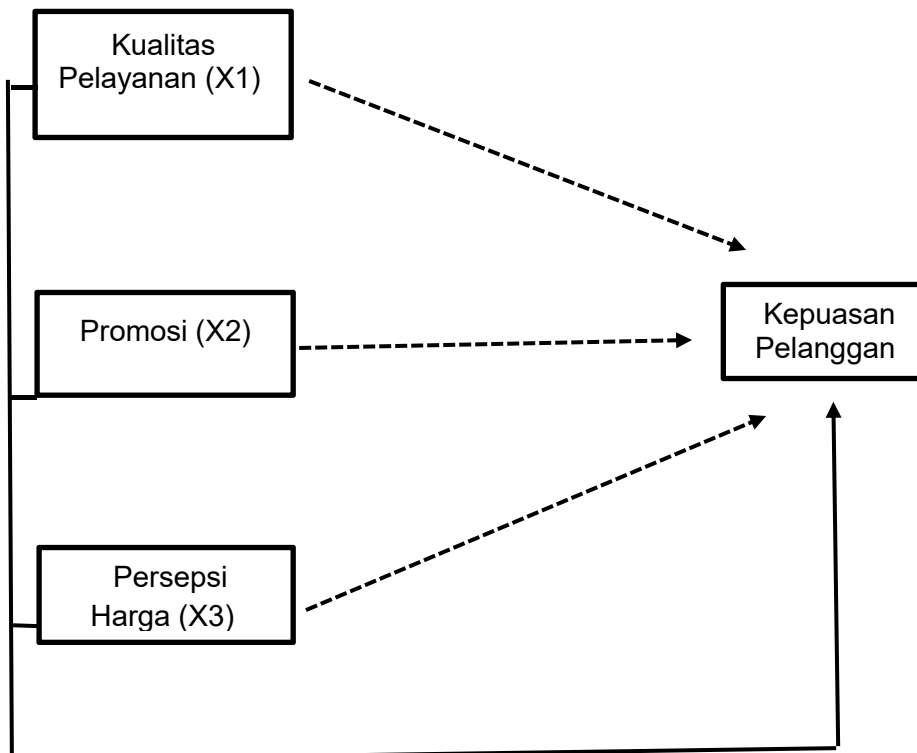 Kualitas
Pelayanan (X1)
Promosi (X2)
Kepuasan
Pelanggan
Persepsi
Harga (X3)